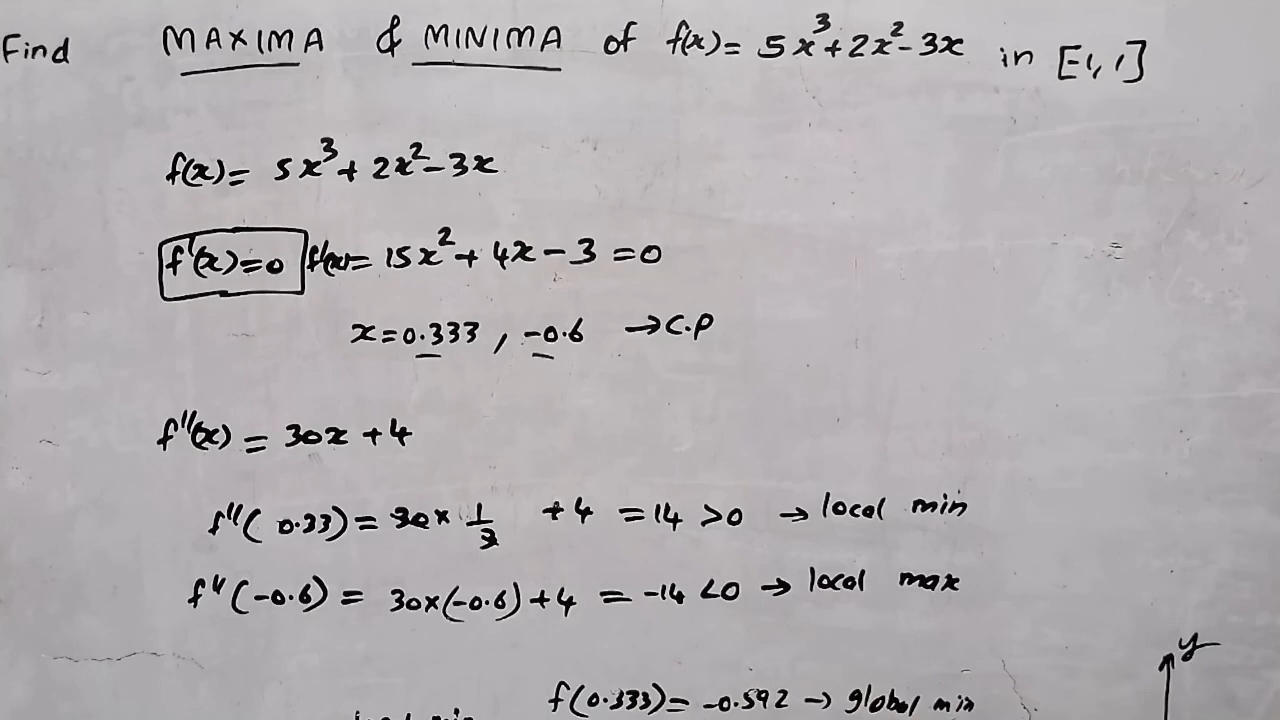 Find MAXIMA & MINIMA of f(x)= 5x³+2x²-3x in [-1, 1]
f(x)= 5x³+ 2x²-3x
f'(x)=0 f'(x)= 15x²+ 4x-3 =0
x=0.333 , -0.6 →C.P
f''(x) = 30x +4
f''( 0.33)= 30× 1/3 +4 =14 >0 → local min
f''(-0.6) = 30×(-0.6)+4 = -14 <0 → local max
y
f(0.333)= -0.592 → global min
local min